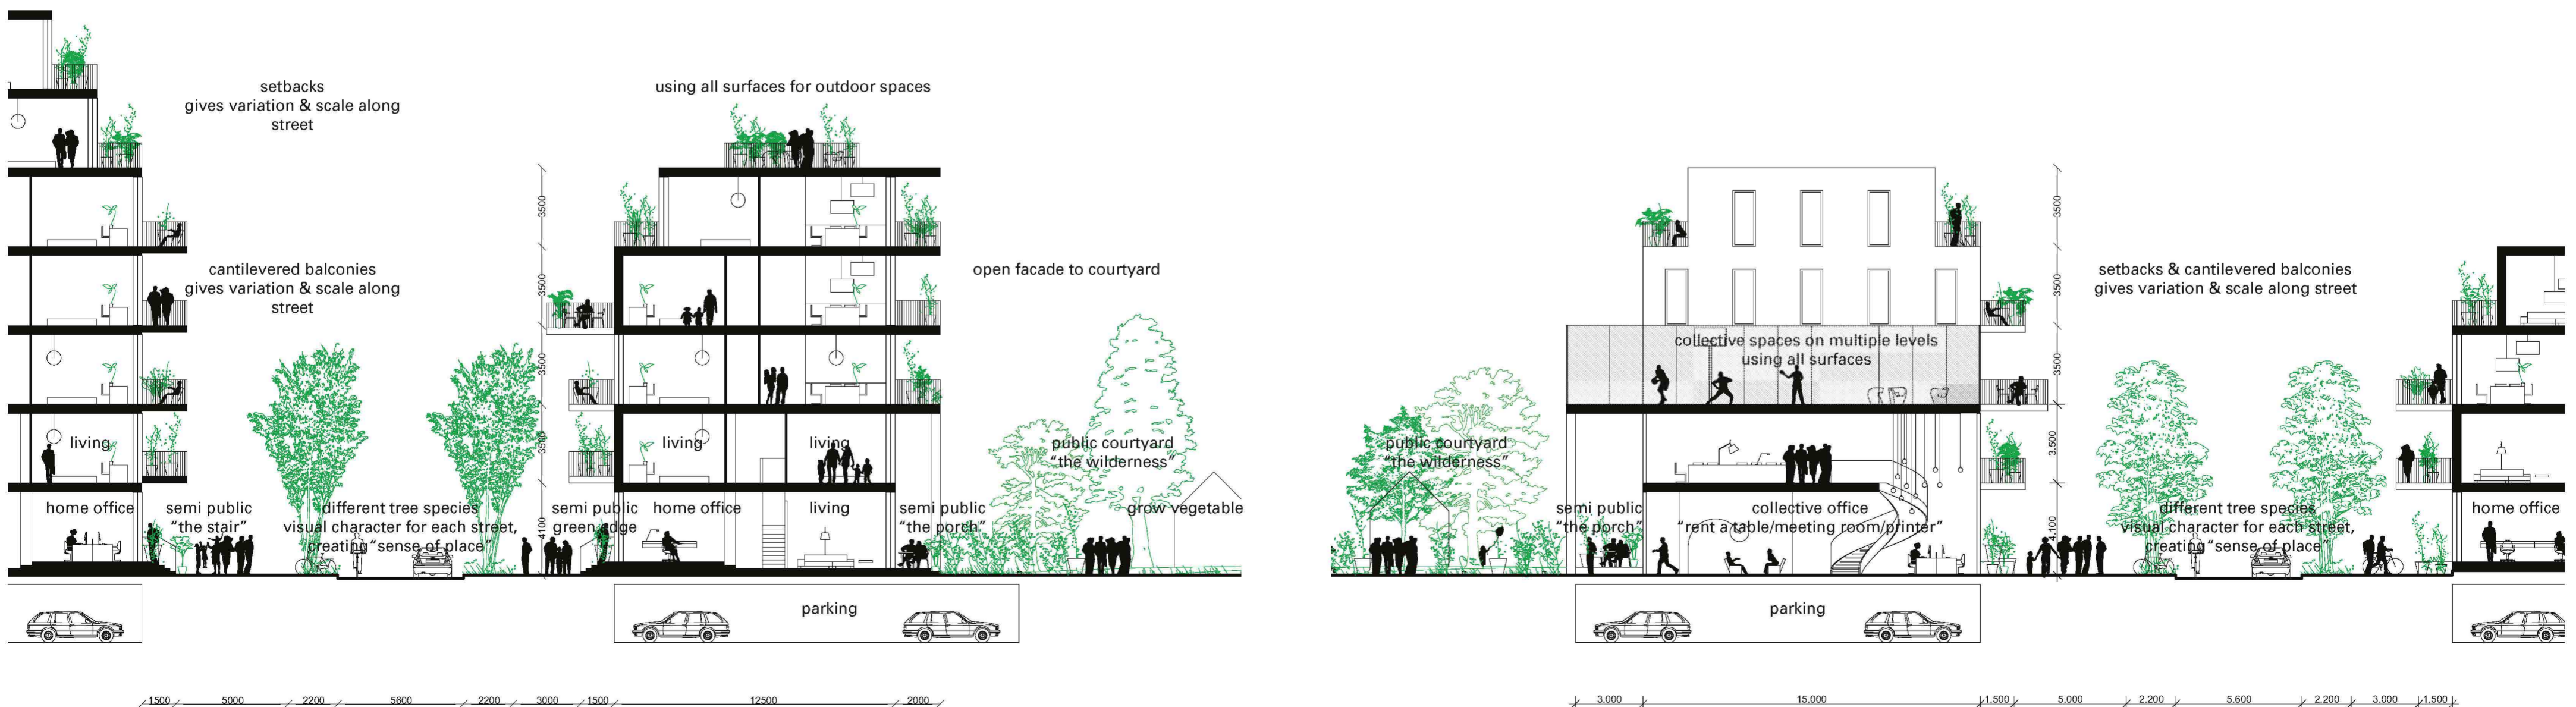 setbacks
gives variation & scale along
street
using all surfaces for outdoor spaces
cantilevered balconies
gives variation & scale along
street
open facade to courtyard
3500
3500
3500
3500
4100
living
living
living
public courtyard
"the wilderness"
home office
semi public
"the stair"
different tree species
visual character for each street,
creating "sense of place"
semi public
green edge
home office
living
semi public
"the porch"
grow vegetable
parking
1500
5000
2200
5600
2200
3000
1500
12500
2000
3500
3500
3500
3.500
4.100
setbacks & cantilevered balconies
gives variation & scale along street
collective spaces on multiple levels
using all surfaces
public courtyard
"the wilderness"
semi public
"the porch"
collective office
"rent a table/meeting room/printer"
different tree species
visual character for each street,
creating "sense of place"
home office
parking
3.000
15.000
1.500
5.000
2.200
5.600
2.200
3.000
1.500